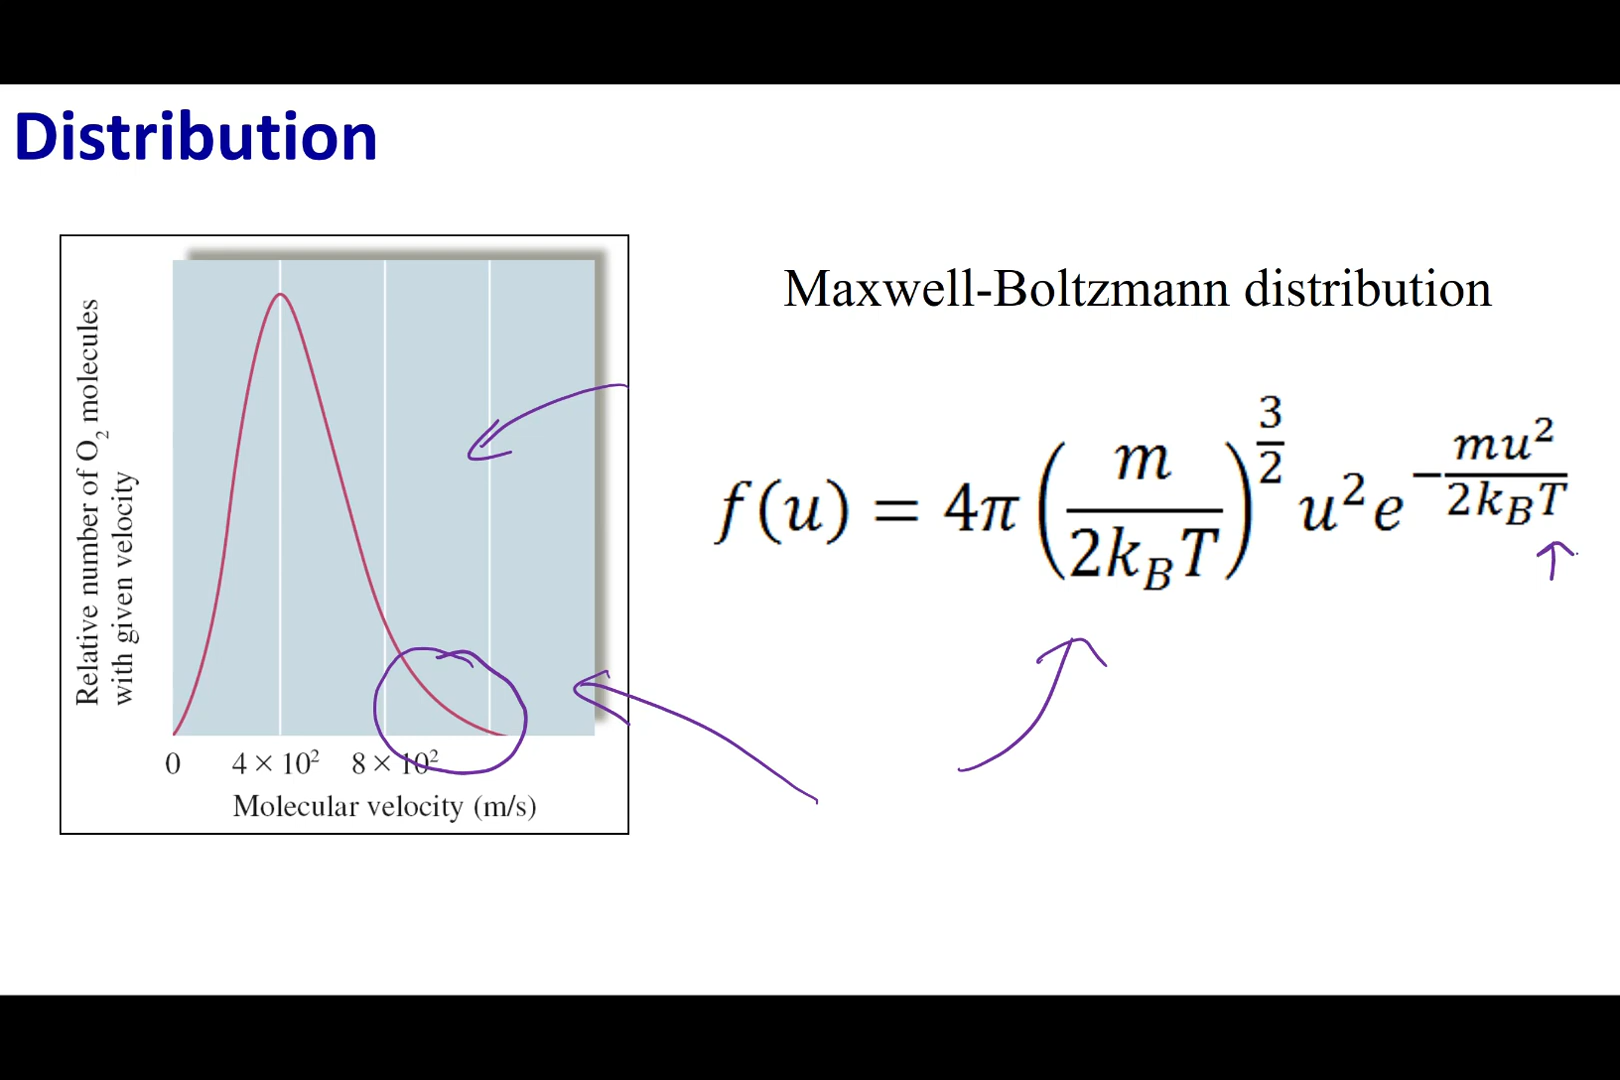 Distribution
Relative number of O₂ molecules
with given velocity
0 4 × 10² 8 × 10²
Molecular velocity (m/s)
Maxwell-Boltzmann distribution
f(u) = 4π (m / 2k_BT)^(3/2) u² e^(−mu² / 2k_BT)